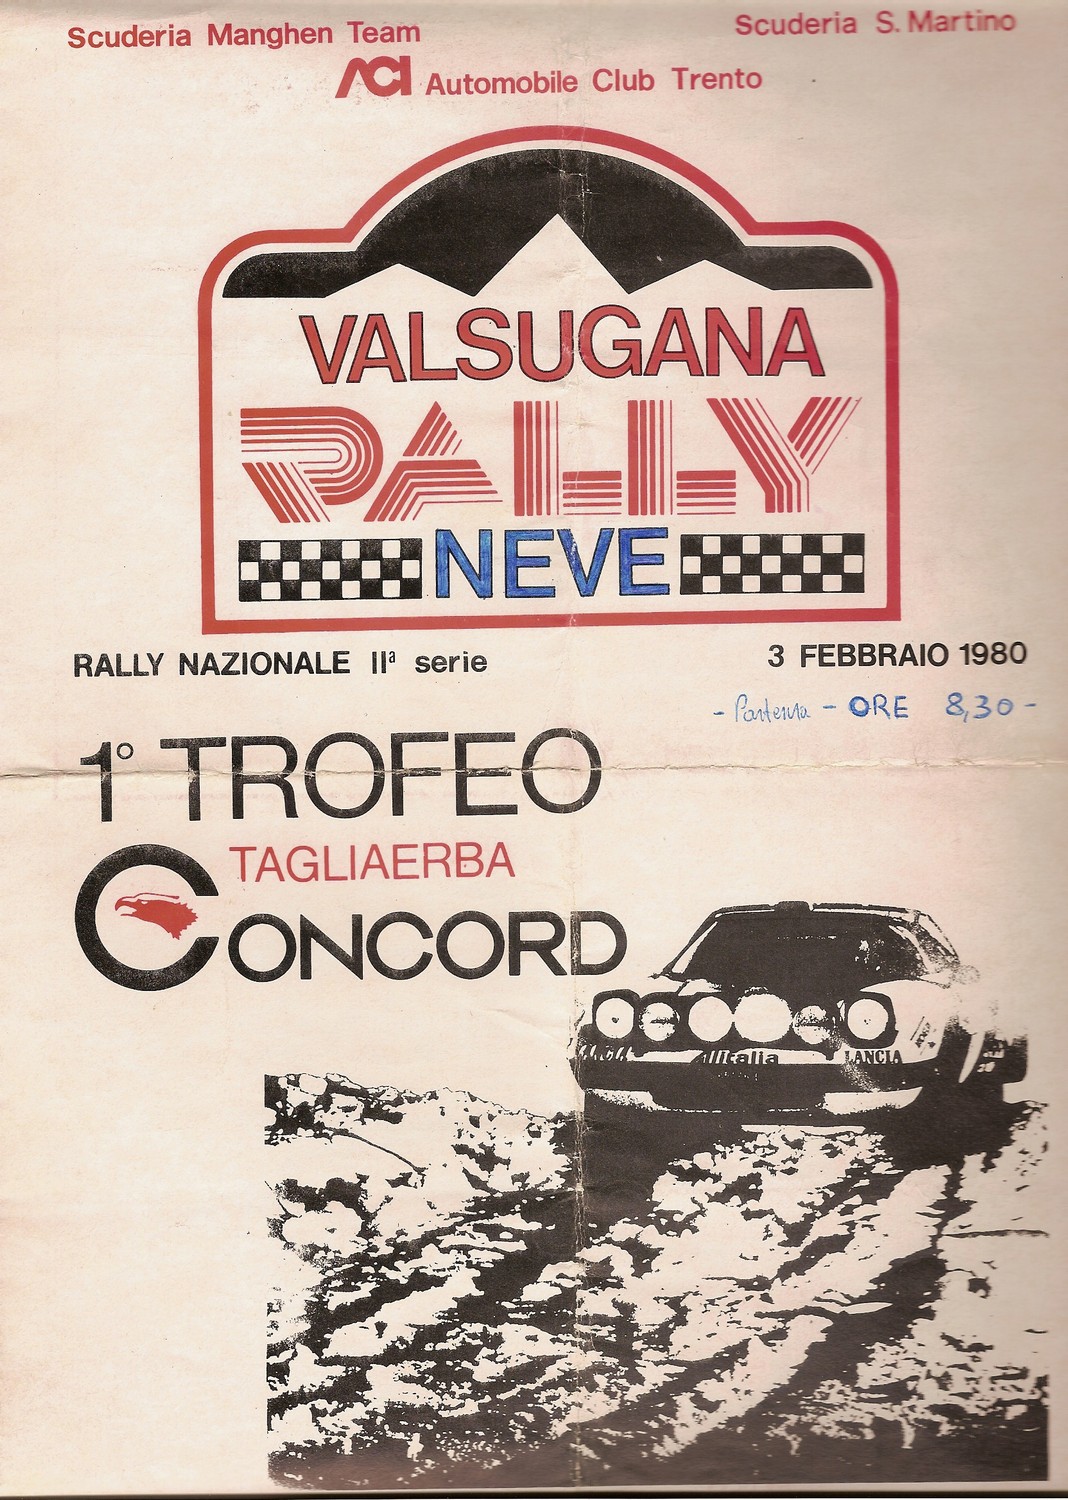 Scuderia Manghen Team
Scuderia S. Martino
ACI Automobile Club Trento
VALSUGANA
RALLY
NEVE
RALLY NAZIONALE IIª serie
3 FEBBRAIO 1980
- Partenza - ORE 8,30 -
1° TROFEO
TAGLIAERBA
CONCORD
Alitalia
LANCIA